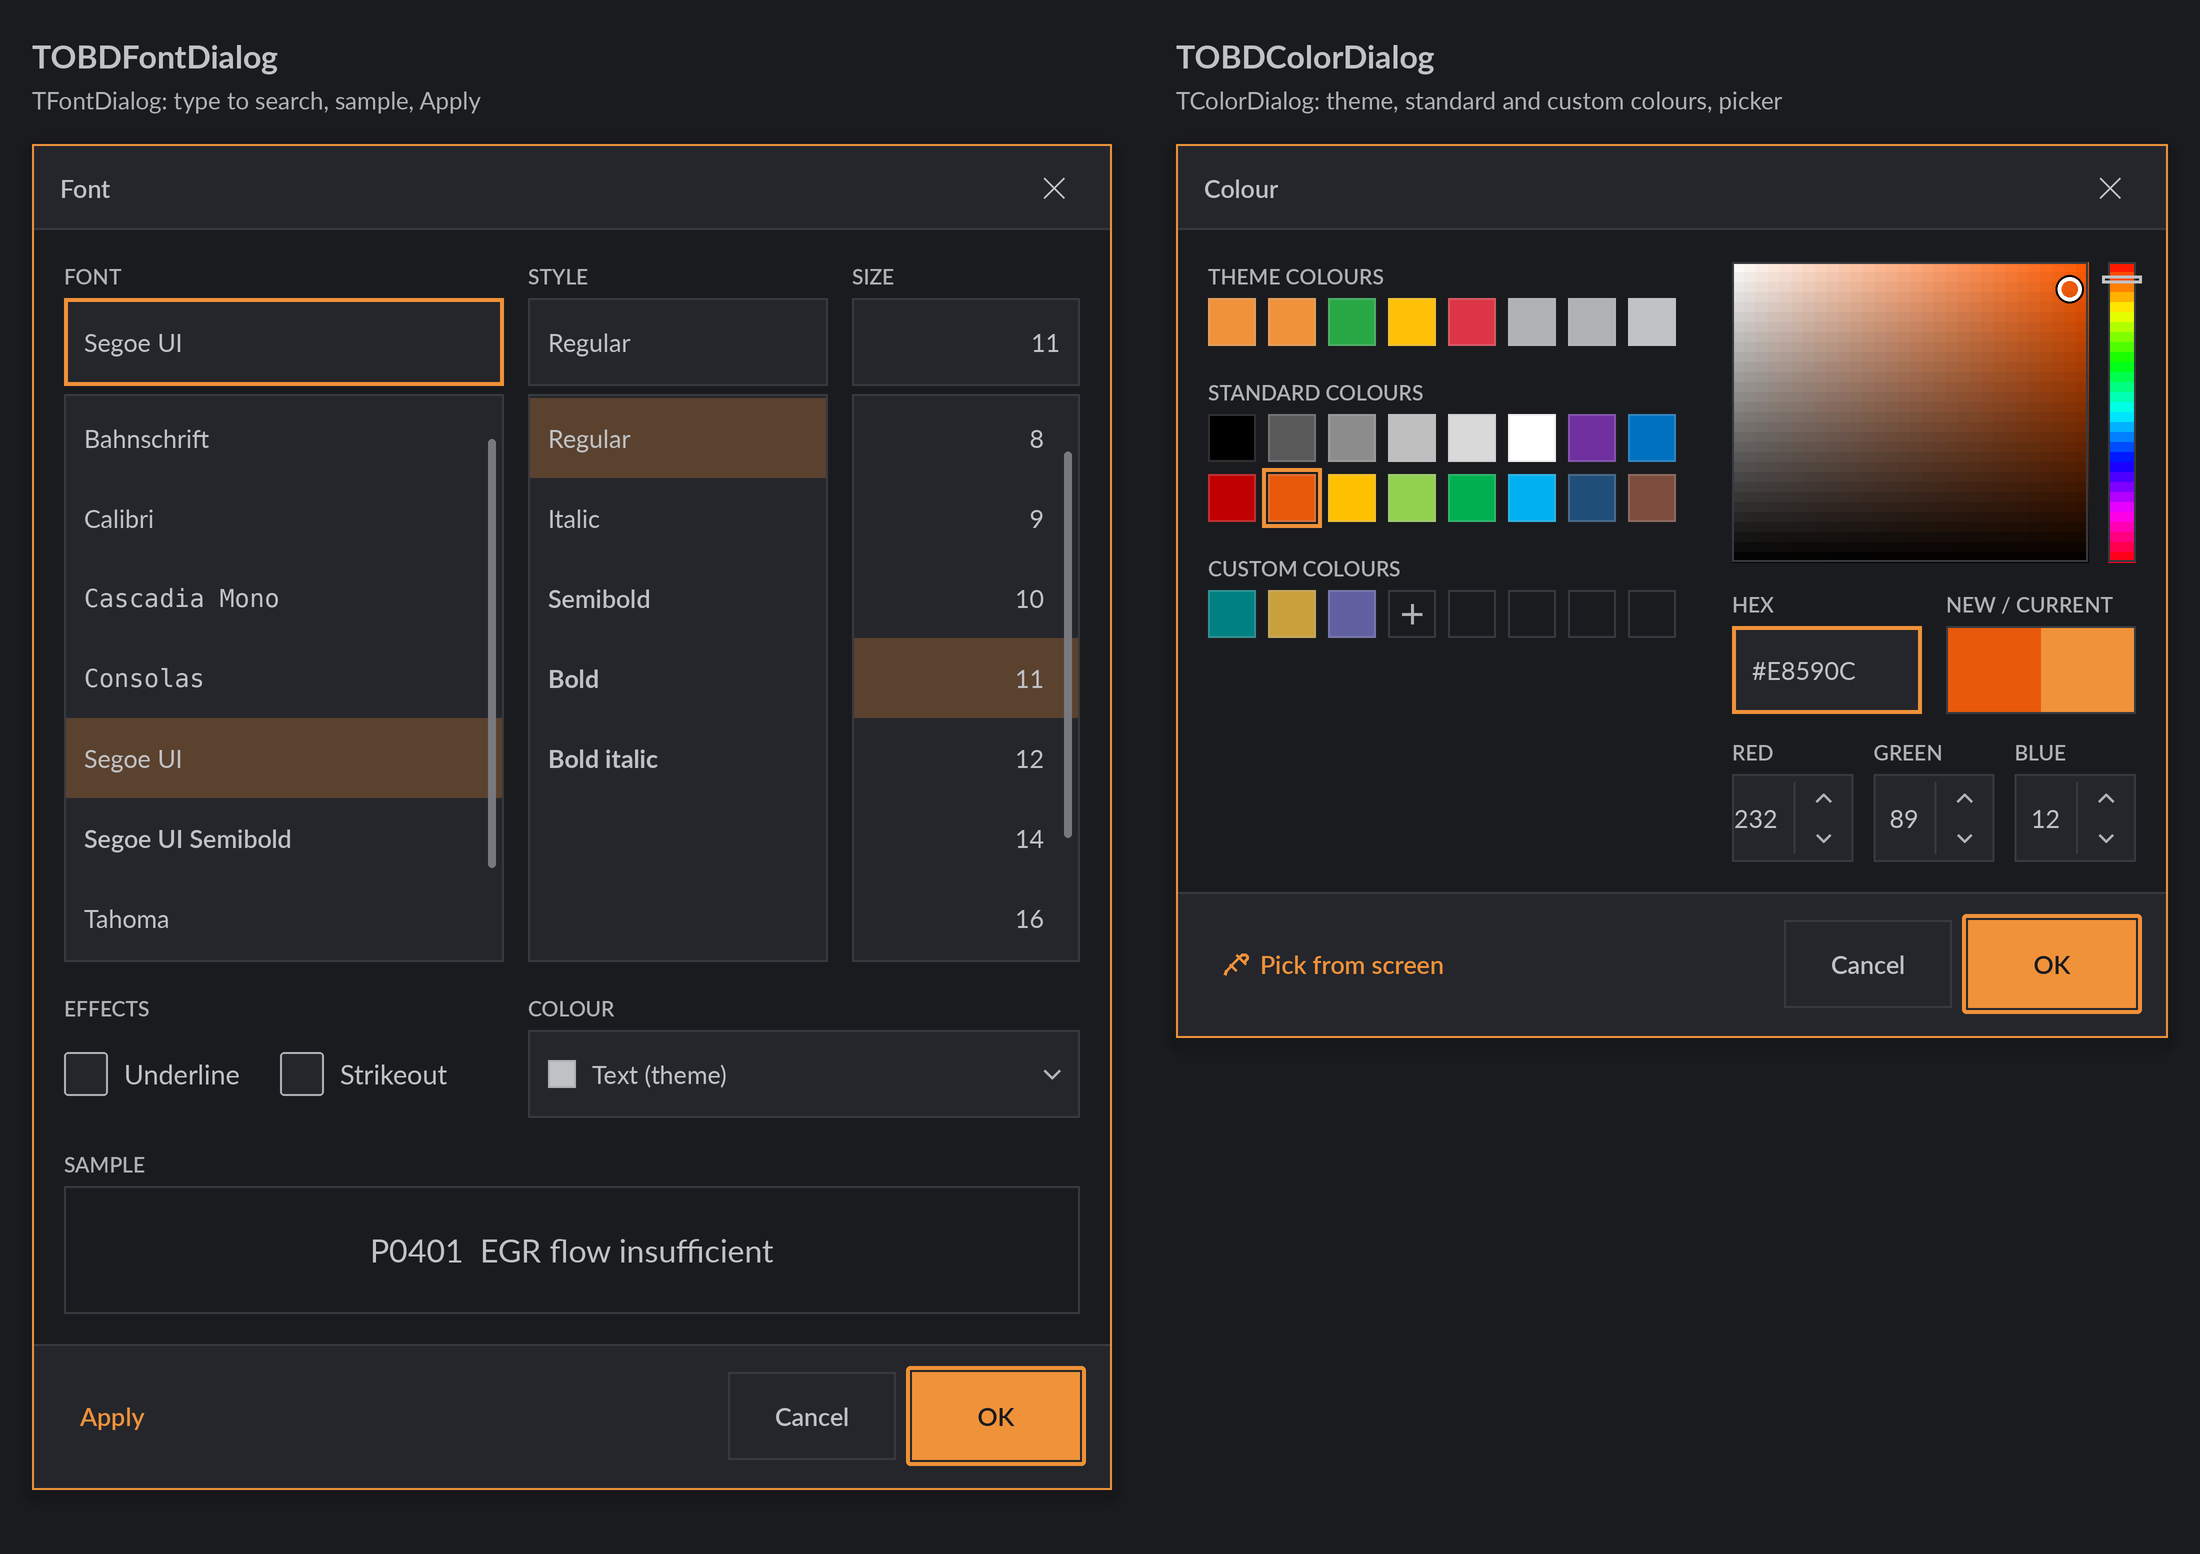 TOBDFontDialog
TFontDialog: type to search, sample, Apply
Font
FONT
STYLE
SIZE
Segoe UI
Regular
11
Bahnschrift
Calibri
Cascadia Mono
Consolas
Segoe UI
Segoe UI Semibold
Tahoma
Regular
Italic
Semibold
Bold
Bold italic
8
9
10
11
12
14
16
EFFECTS
Underline
Strikeout
COLOUR
Text (theme)
SAMPLE
P0401  EGR flow insufficient
Apply
Cancel
OK
TOBDColorDialog
TColorDialog: theme, standard and custom colours, picker
Colour
THEME COLOURS
STANDARD COLOURS
CUSTOM COLOURS
HEX
#E8590C
NEW / CURRENT
RED
GREEN
BLUE
232
89
12
Pick from screen
Cancel
OK